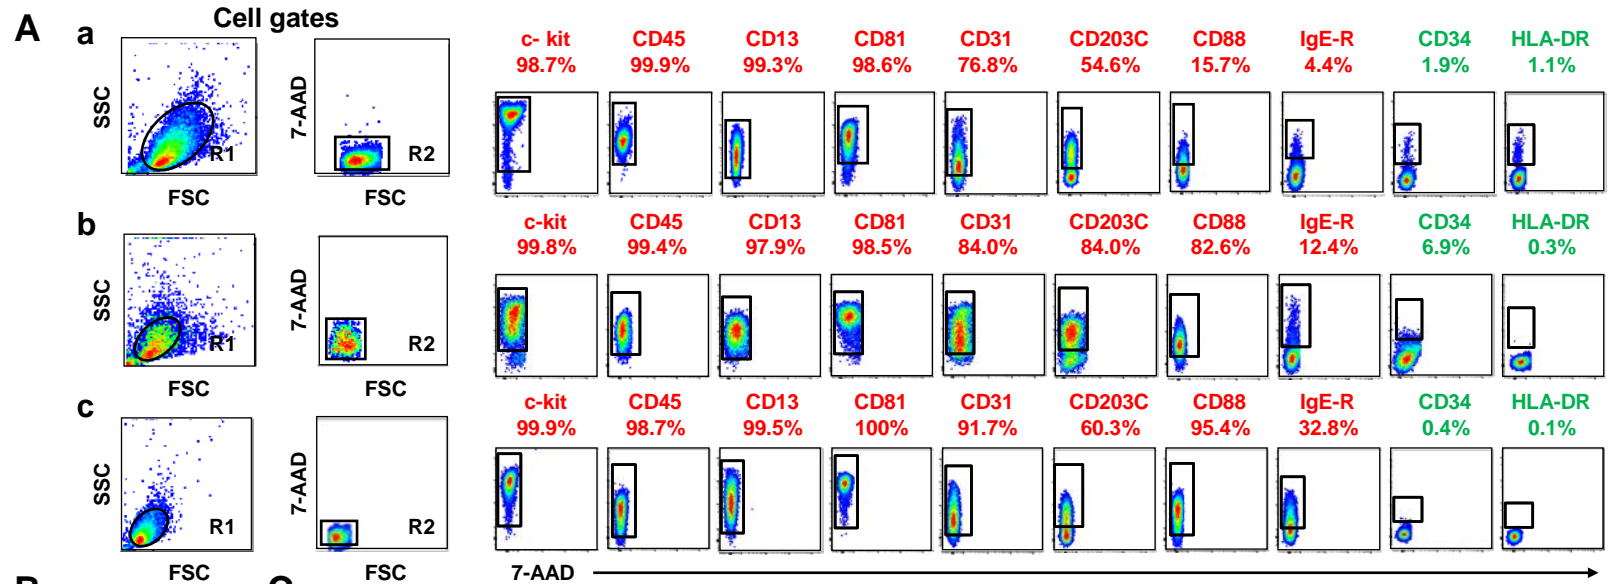 A
a
Cell gates
SSC
R1
FSC
7-AAD
R2
FSC
c- kit CD45 CD13 CD81 CD31 CD203C CD88 IgE-R CD34 HLA-DR
98.7% 99.9% 99.3% 98.6% 76.8% 54.6% 15.7% 4.4% 1.9% 1.1%
b
SSC
R1
FSC
7-AAD
R2
FSC
c-kit CD45 CD13 CD81 CD31 CD203C CD88 IgE-R CD34 HLA-DR
99.8% 99.4% 97.9% 98.5% 84.0% 84.0% 82.6% 12.4% 6.9% 0.3%
c
SSC
R1
FSC
7-AAD
R2
FSC
c-kit CD45 CD13 CD81 CD31 CD203C CD88 IgE-R CD34 HLA-DR
99.9% 98.7% 99.5% 100% 91.7% 60.3% 95.4% 32.8% 0.4% 0.1%
7-AAD